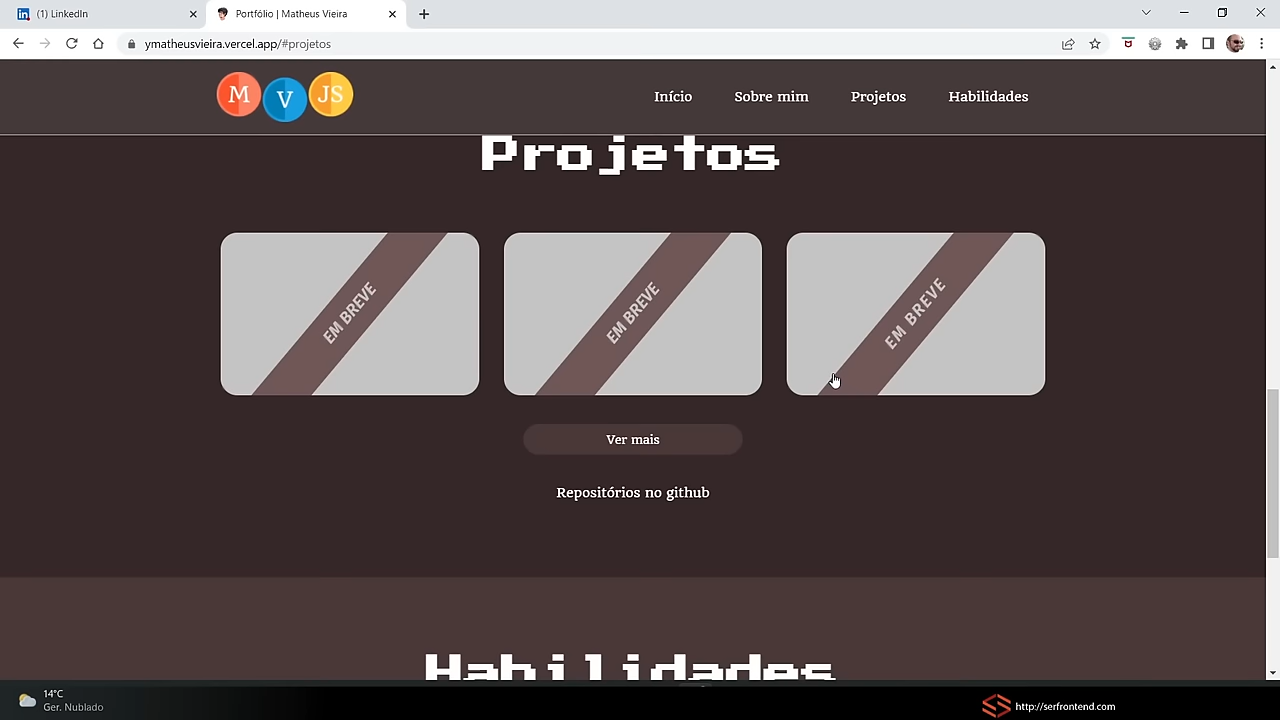 (1) LinkedIn
Portfólio | Matheus Vieira
ymatheusvieira.vercel.app/#projetos
M V JS
Início Sobre mim Projetos Habilidades
Projetos
EM BREVE
EM BREVE
EM BREVE
Ver mais
Repositórios no github
Habilidades
14°C
Ger. Nublado
http://serfrontend.com